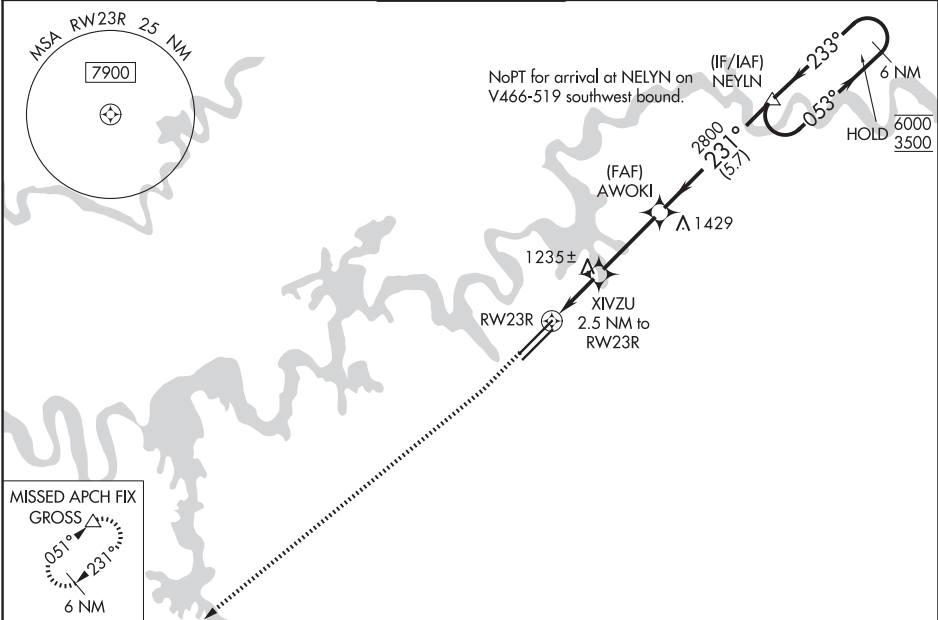 MSA RW23R 25 NM
7900
NoPT for arrival at NELYN on
V466-519 southwest bound.
(IF/IAF)
NEYLN
233°
6 NM
053°
HOLD
6000
3500
2800
231°
(5.7)
(FAF)
AWOKI
1429
1235±
XIVZU
2.5 NM to
RW23R
RW23R
MISSED APCH FIX
GROSS
051°
231°
6 NM